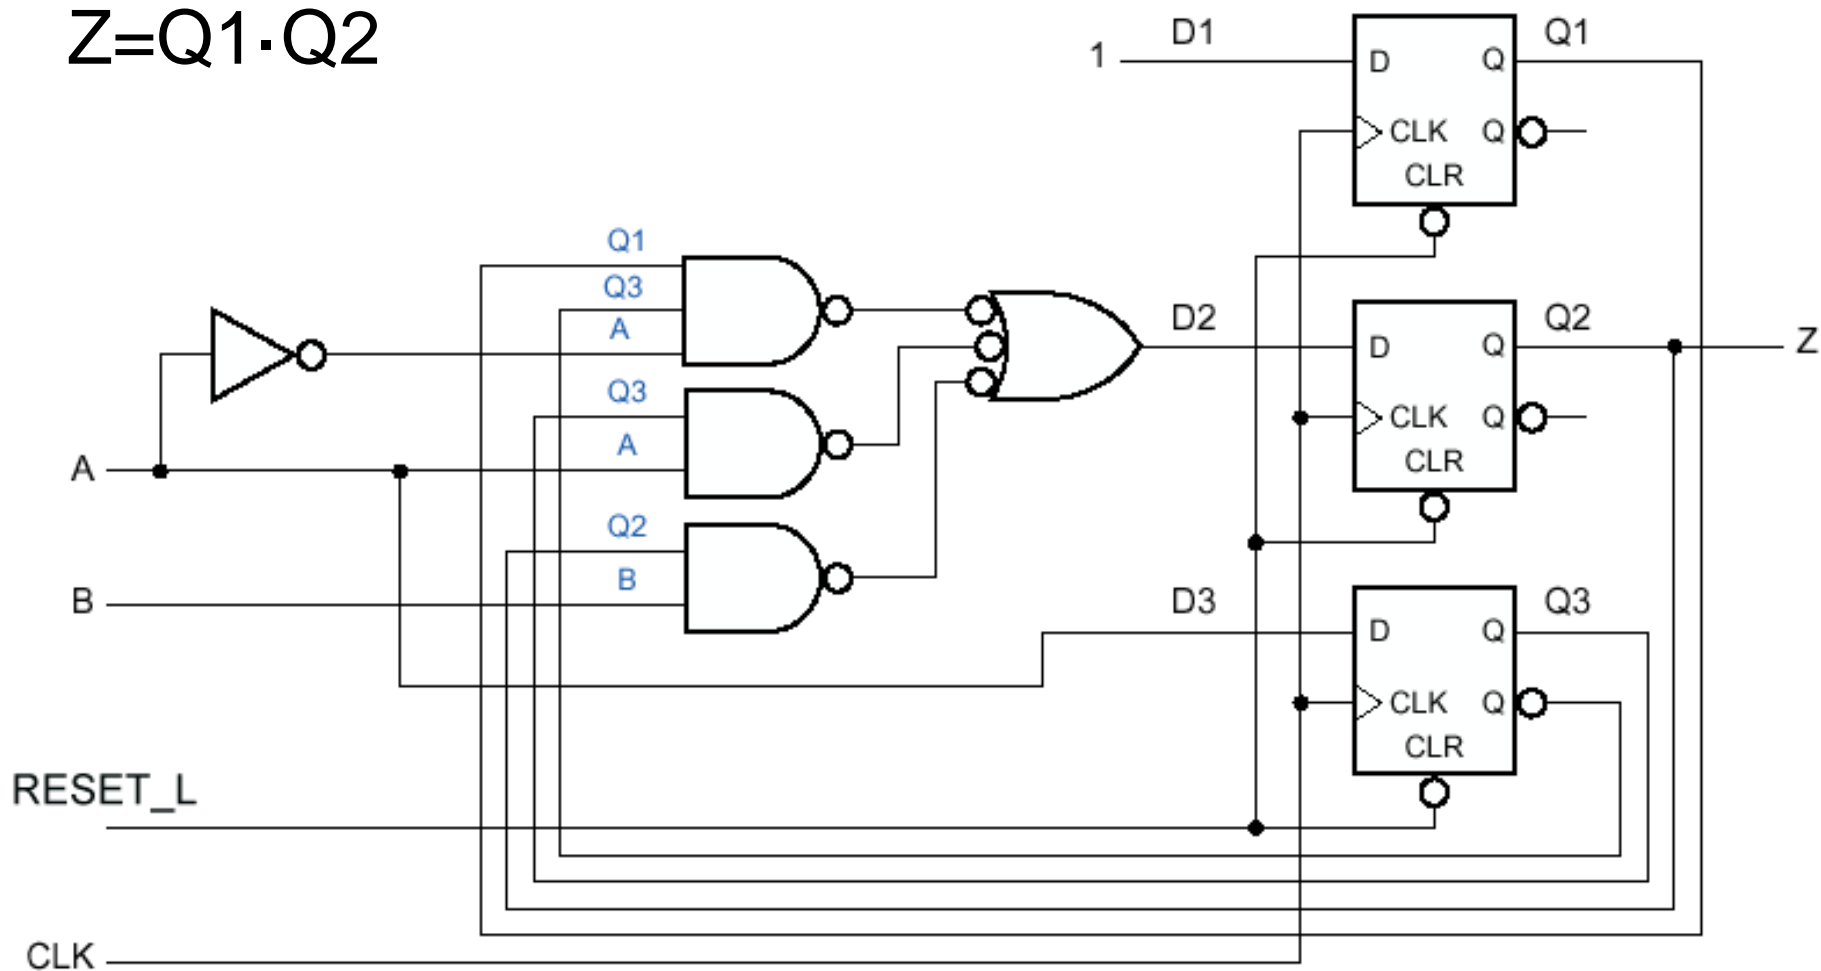 Z=Q1·Q2
D1
Q1
1
D
Q
CLK
Q
CLR
Q1
Q3
A
D2
Q2
Z
D
Q
Q3
A
CLK
Q
A
CLR
Q2
B
B
D3
Q3
D
Q
CLK
Q
CLR
RESET_L
CLK